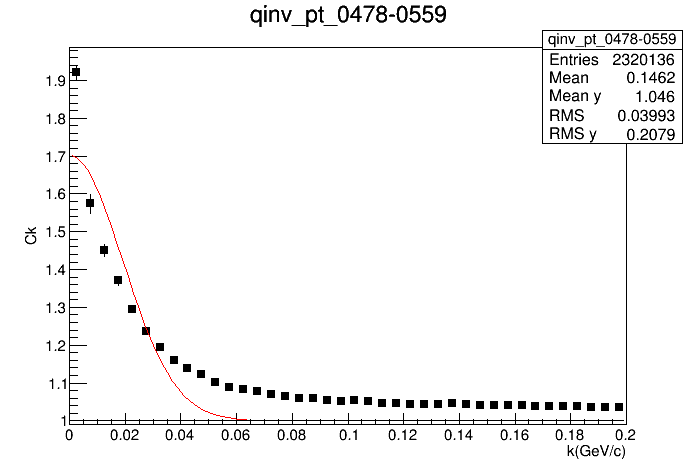 qinv_pt_0478-0559
qinv_pt_0478-0559
Entries 2320136
Mean 0.1462
Mean y 1.046
RMS 0.03993
RMS y 0.2079
Ck
1.9
1.8
1.7
1.6
1.5
1.4
1.3
1.2
1.1
1
0 0.02 0.04 0.06 0.08 0.1 0.12 0.14 0.16 0.18 0.2
k(GeV/c)